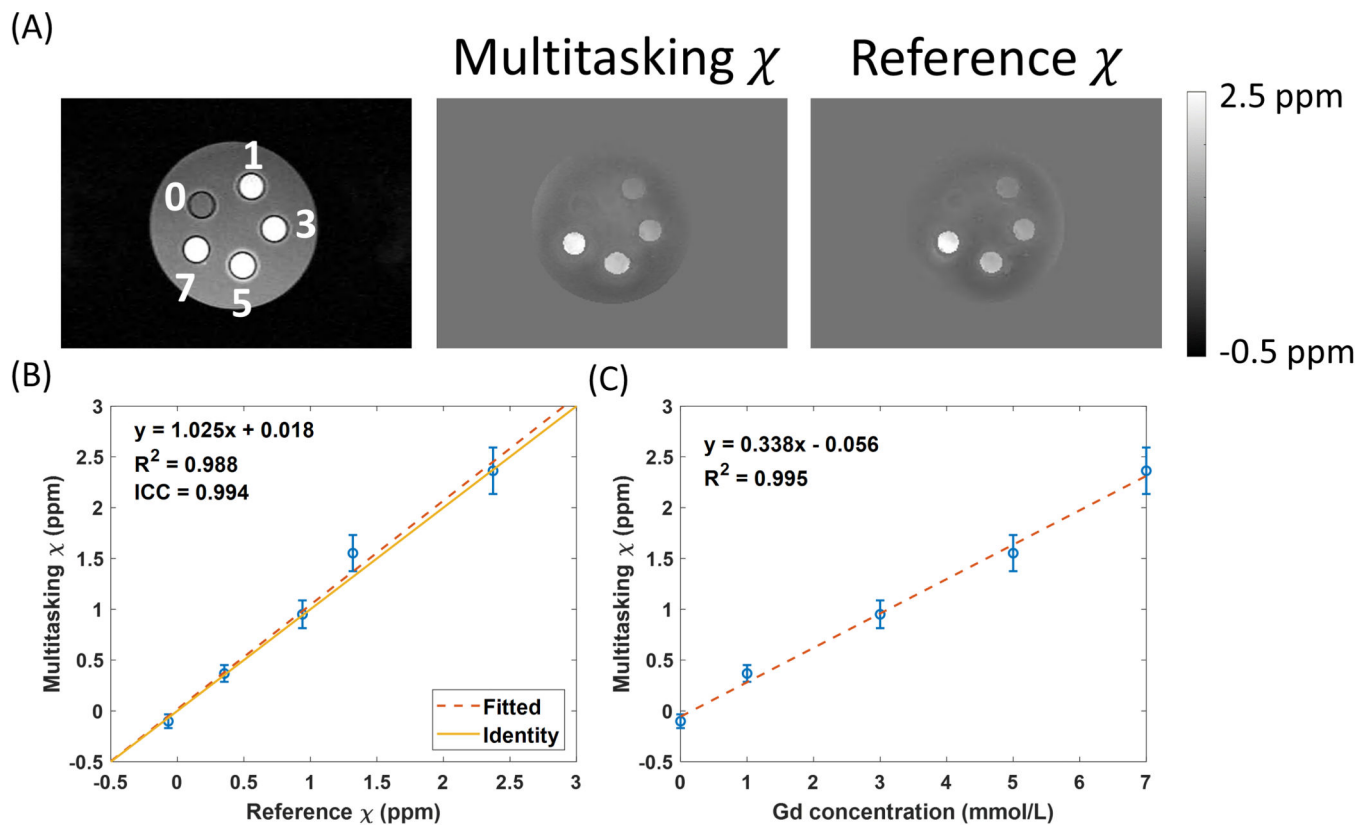 (A)
Multitasking χ
Reference χ
0
1
3
5
7
2.5 ppm
-0.5 ppm
(B)
y = 1.025x + 0.018
R² = 0.988
ICC = 0.994
3
2.5
2
1.5
1
0.5
0
-0.5
Multitasking χ (ppm)
Fitted
Identity
-0.5
0
0.5
1
1.5
2
2.5
3
Reference χ (ppm)
(C)
y = 0.338x - 0.056
R² = 0.995
3
2.5
2
1.5
1
0.5
0
-0.5
Multitasking χ (ppm)
0
1
2
3
4
5
6
7
Gd concentration (mmol/L)